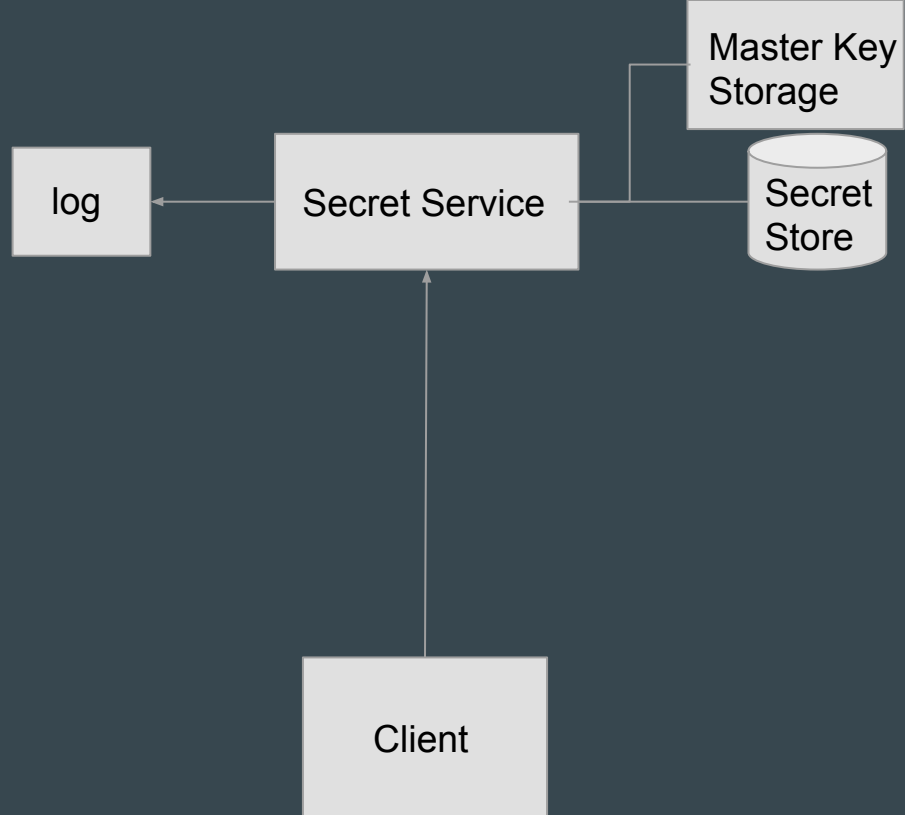 Master Key
Storage
log
Secret Service
Secret
Store
Client